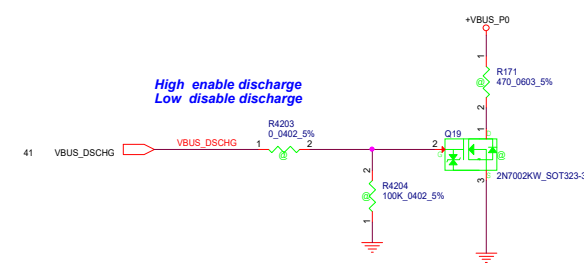 +VBUS_P0
1
R171
470_0603_5%
@
2
High enable discharge
Low disable discharge
R4203
0_0402_5%
41 VBUS_DSCHG VBUS_DSCHG 1 2 2 Q19 1
@
@
2N7002KW_SOT323-3
3
2
R4204
100K_0402_5%
@
1